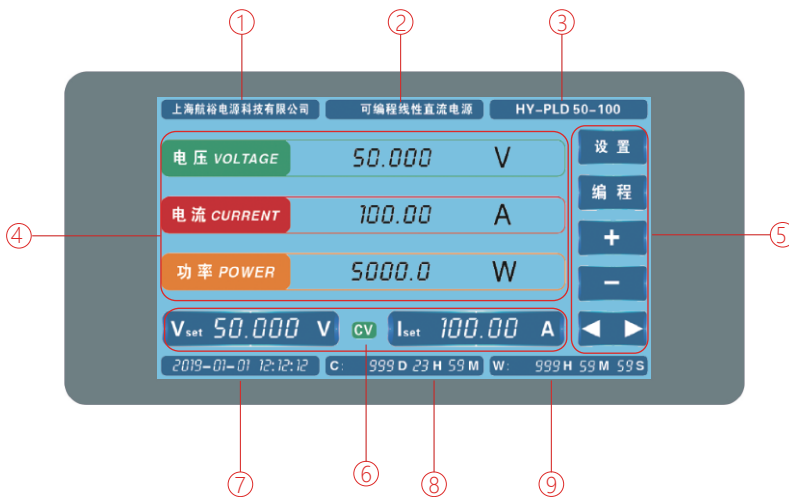 ① ② ③
上海航裕电源科技有限公司 可编程线性直流电源 HY-PLD 50-100
电压 VOLTAGE 50.000 V
设置
电流 CURRENT 100.00 A
编程
④
+
⑤
功率 POWER 5000.0 W
−
Vset 50.000 V CV Iset 100.00 A
◀ ▶
2019-01-01 12:12:12 C: 999 D 23 H 59 M W: 999 H 59 M 59 S
⑦ ⑥ ⑧ ⑨